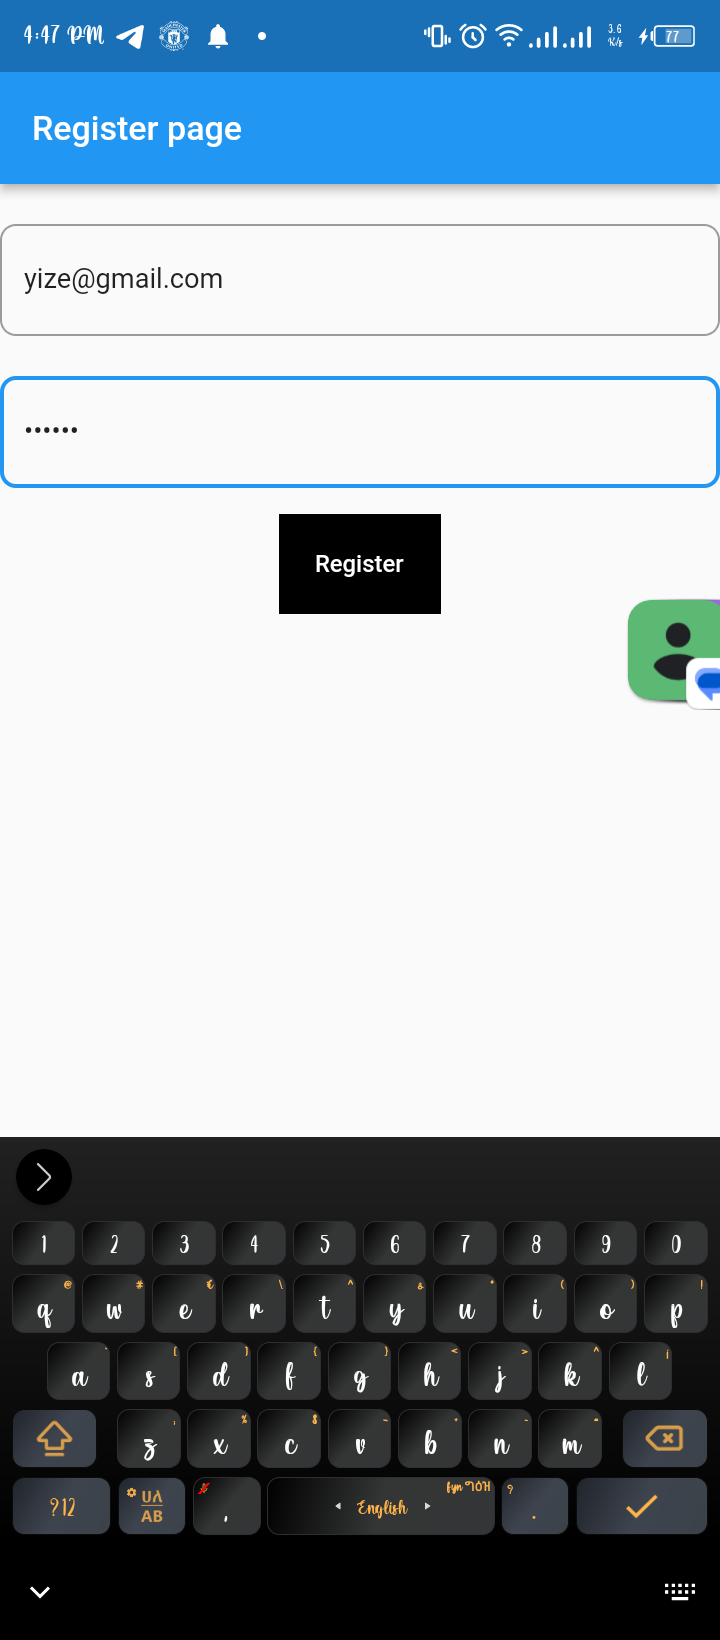 4:47 PM 3.6 K/s 77
Register page
yize@gmail.com
••••••
Register
1 2 3 4 5 6 7 8 9 0
q w e r t y u i o p
a s d f g h j k l
z x c v b n m
?12 AB , English .